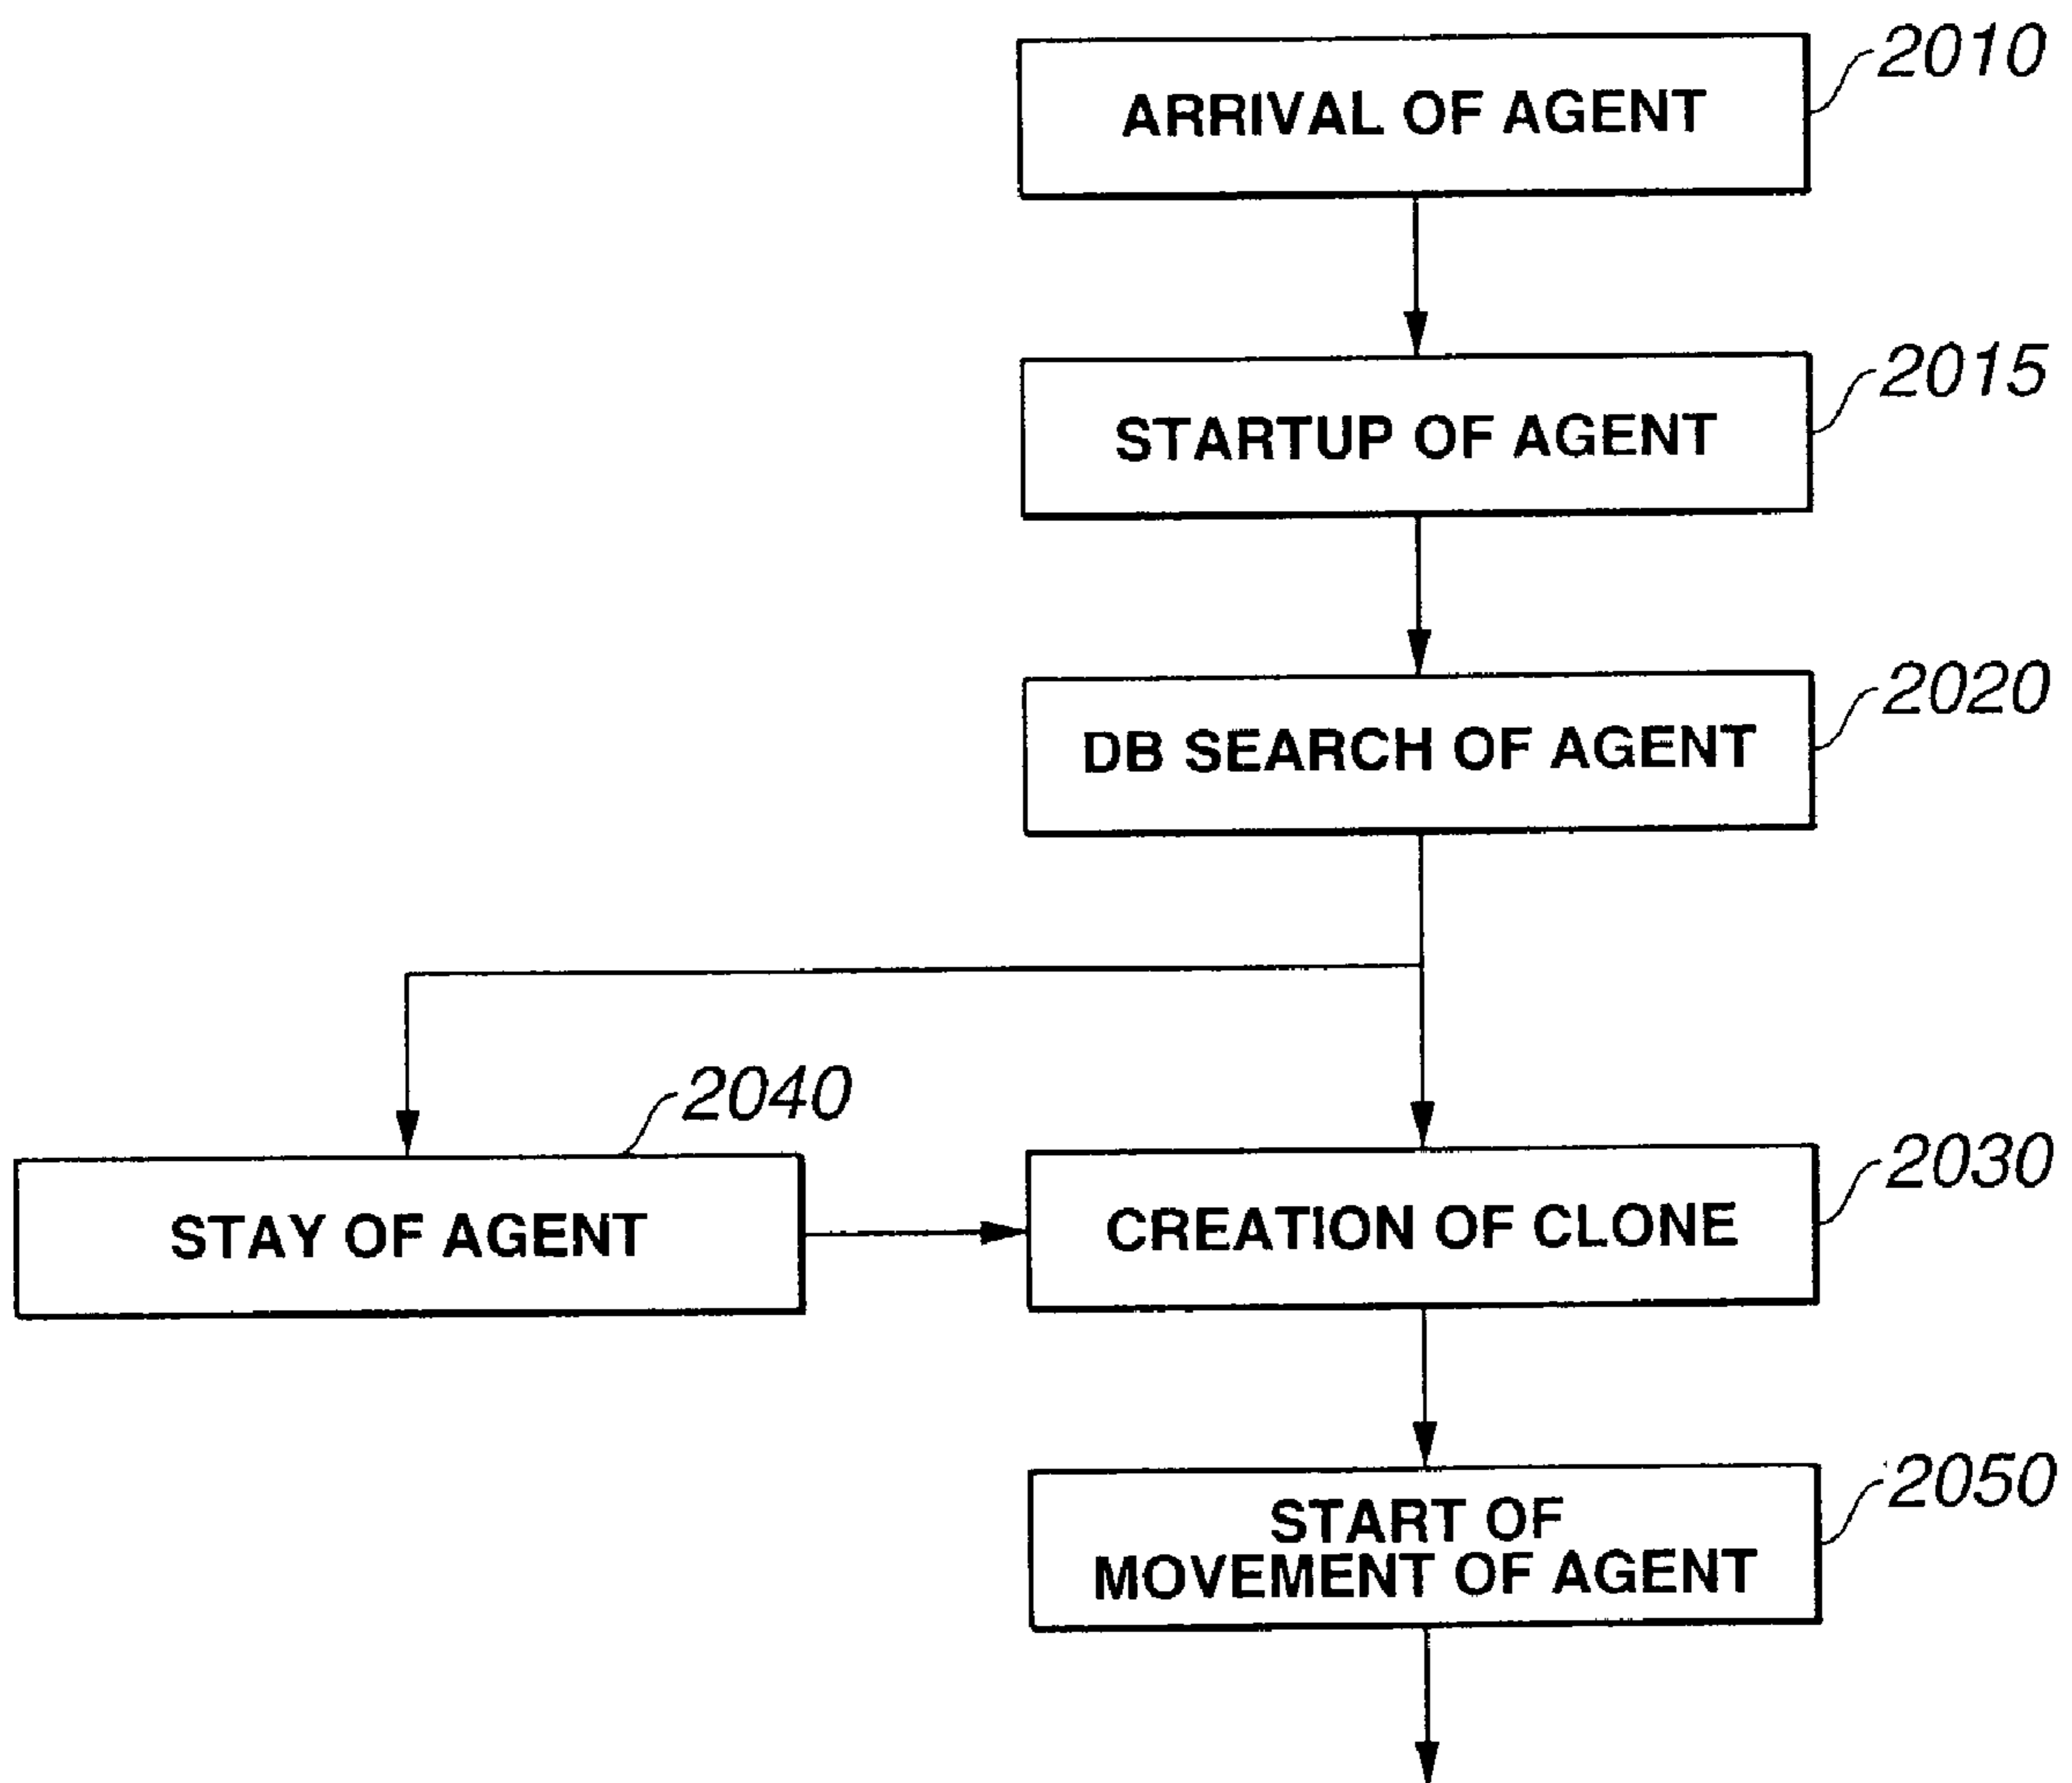 2010
ARRIVAL OF AGENT
2015
STARTUP OF AGENT
2020
DB SEARCH OF AGENT
2040
STAY OF AGENT
2030
CREATION OF CLONE
2050
START OF
MOVEMENT OF AGENT